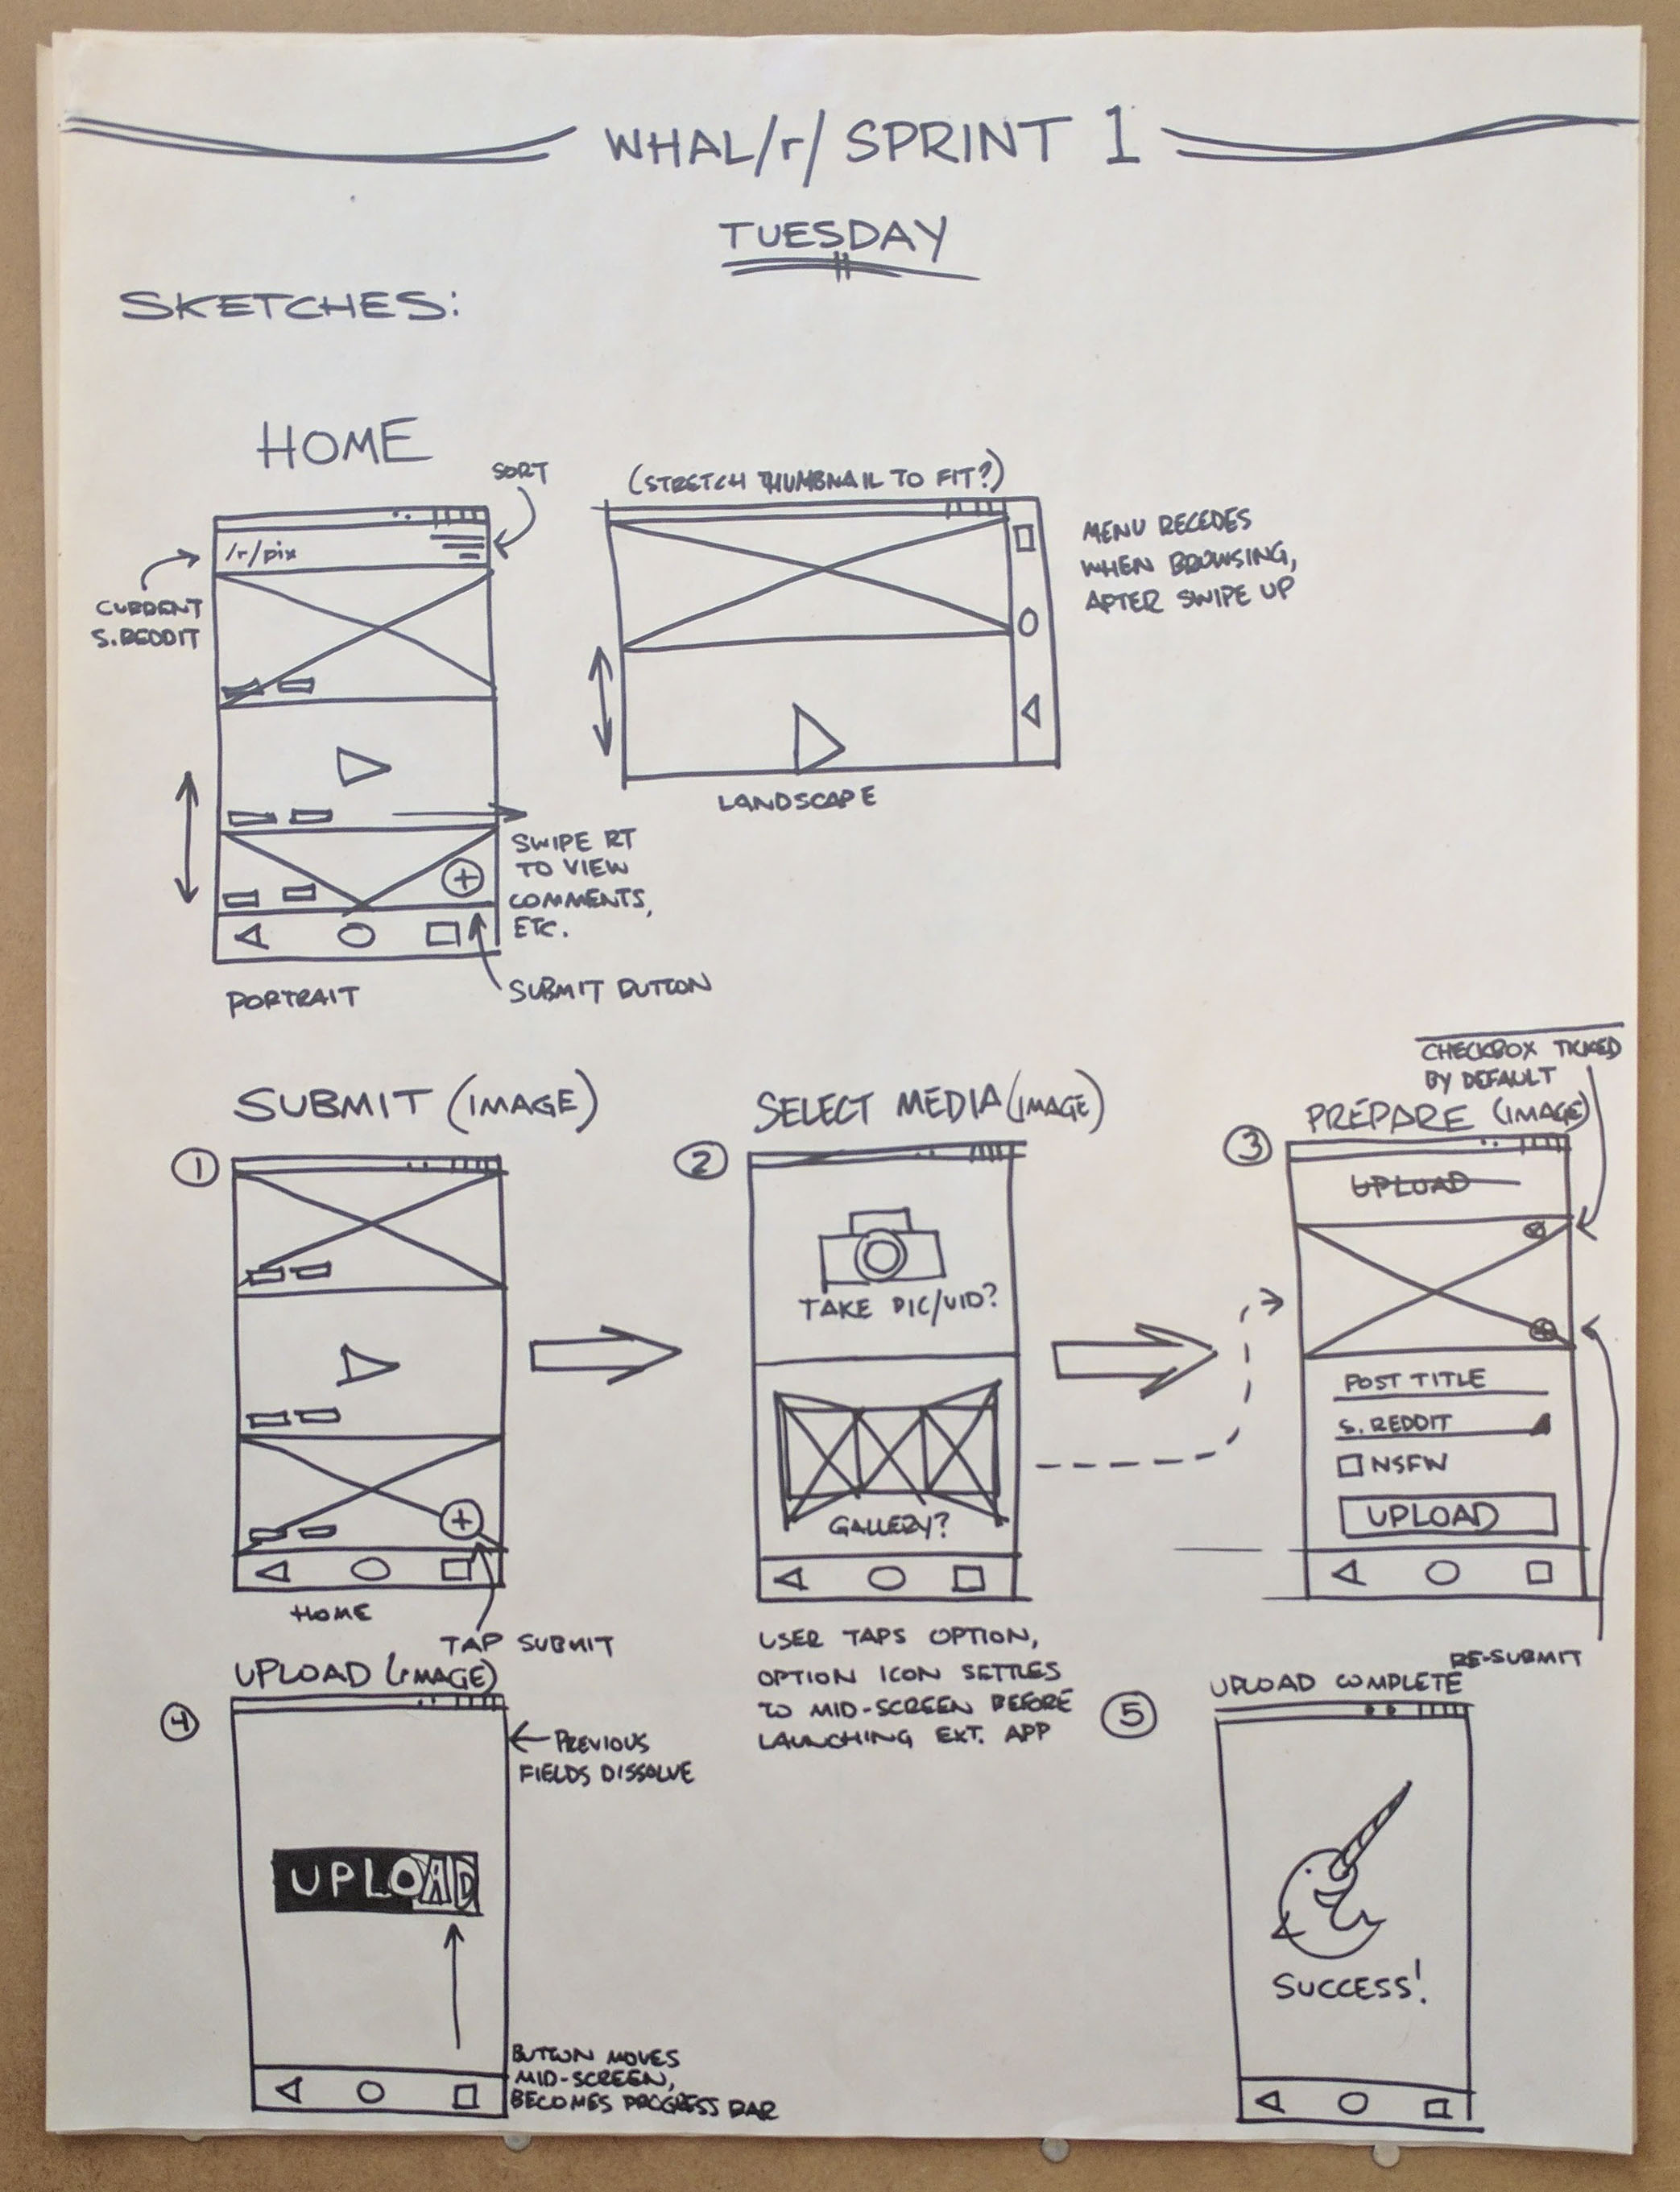 WHAL/r/ SPRINT 1
TUESDAY
SKETCHES:
HOME
SORT
/r/pix
CURRENT
S.REDDIT
SWIPE RT
TO VIEW
COMMENTS,
ETC.
SUBMIT BUTTON
PORTRAIT
(STRETCH THUMBNAIL TO FIT?)
MENU RECEDES
WHEN BROWSING,
AFTER SWIPE UP
LANDSCAPE
SUBMIT (IMAGE)
1
HOME
TAP SUBMIT
SELECT MEDIA (IMAGE)
2
TAKE PIC/VID?
GALLERY?
USER TAPS OPTION,
OPTION ICON SETTLES
TO MID-SCREEN BEFORE
LAUNCHING EXT. APP
CHECKBOX TICKED
BY DEFAULT
PREPARE (IMAGE)
3
UPLOAD
POST TITLE
S. REDDIT
NSFW
UPLOAD
RE-SUBMIT
UPLOAD (IMAGE)
4
PREVIOUS
FIELDS DISSOLVE
UPLOAD
BUTTON MOVES
MID-SCREEN,
BECOMES PROGRESS BAR
UPLOAD COMPLETE
5
SUCCESS!